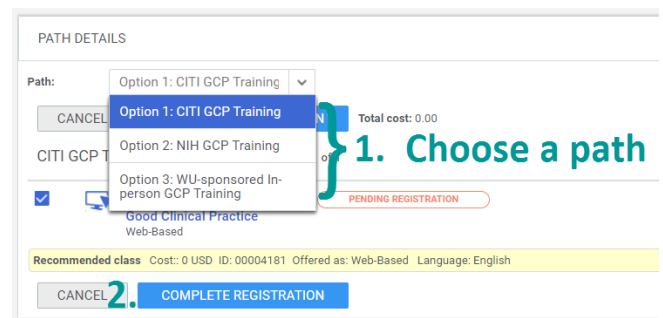 PATH DETAILS
Path: Option 1: CITI GCP Training
CANCEL N Total cost: 0.00
Option 1: CITI GCP Training
Option 2: NIH GCP Training
Option 3: WU-sponsored In-
person GCP Training
1. Choose a path
CITI GCP T
PENDING REGISTRATION
Good Clinical Practice
Web-Based
Recommended class Cost:: 0 USD ID: 00004181 Offered as: Web-Based Language: English
CANCEL 2. COMPLETE REGISTRATION